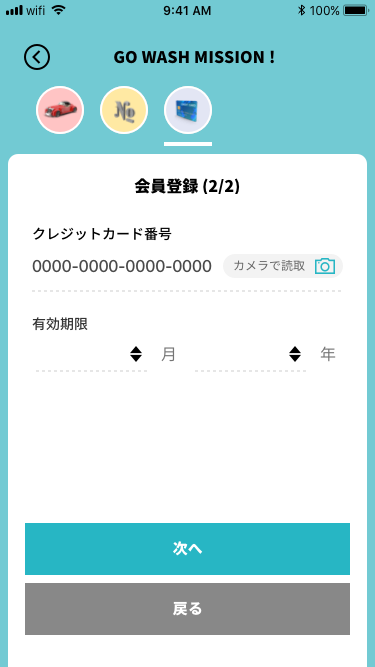 wifi 9:41 AM 100%
GO WASH MISSION !
№
会員登録 (2/2)
クレジットカード番号
0000-0000-0000-0000 カメラで読取
有効期限
月 年
次へ
戻る